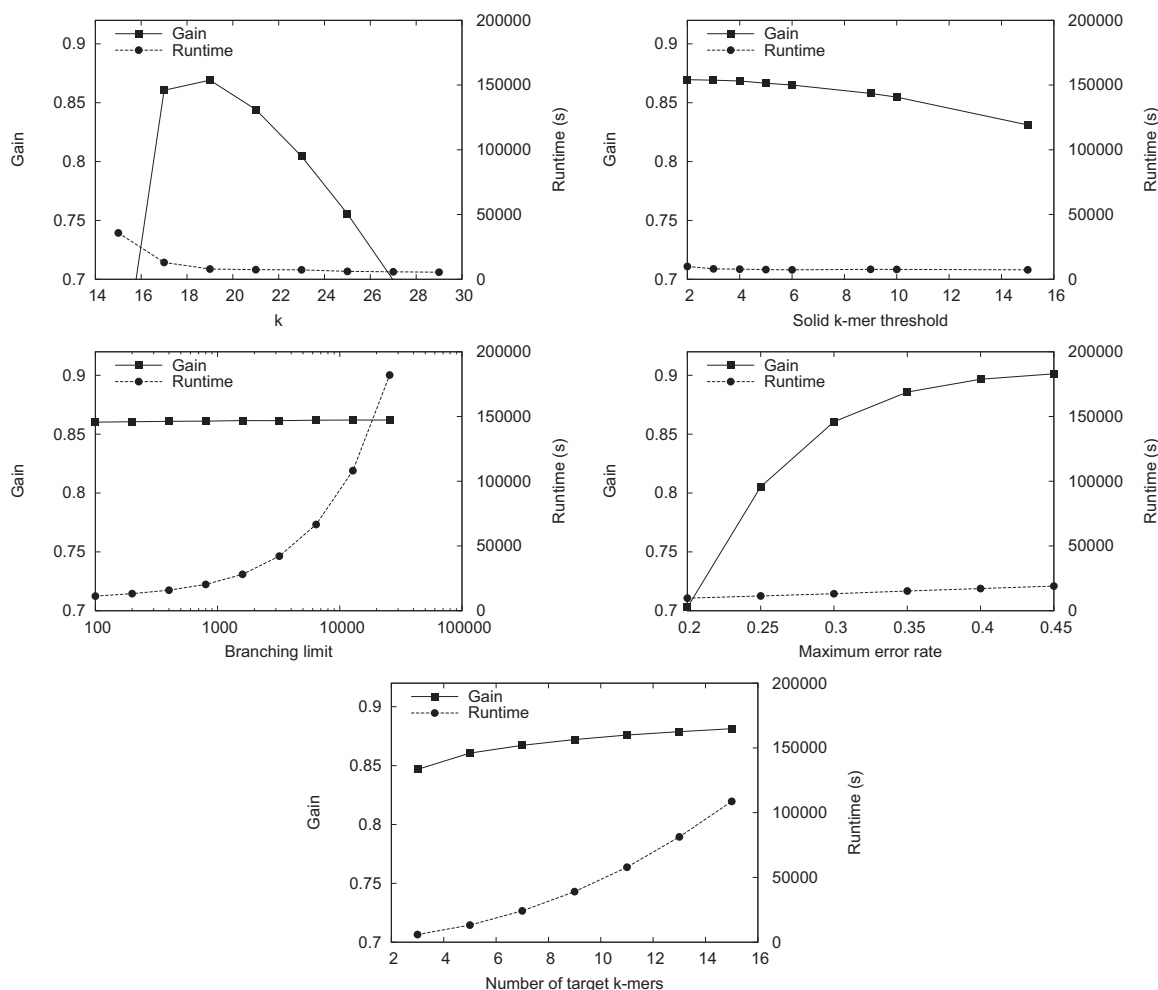 Gain
Runtime
0.9
0.85
0.8
0.75
0.7
Gain
200000
150000
100000
50000
0
Runtime (s)
14 16 18 20 22 24 26 28 30
k
Gain
Runtime
0.9
0.85
0.8
0.75
0.7
Gain
200000
150000
100000
50000
0
Runtime (s)
2 4 6 8 10 12 14 16
Solid k-mer threshold
Gain
Runtime
0.9
0.85
0.8
0.75
0.7
Gain
200000
150000
100000
50000
0
Runtime (s)
100 1000 10000 100000
Branching limit
Gain
Runtime
0.9
0.85
0.8
0.75
0.7
Gain
200000
150000
100000
50000
0
Runtime (s)
0.2 0.25 0.3 0.35 0.4 0.45
Maximum error rate
Gain
Runtime
0.9
0.85
0.8
0.75
0.7
Gain
200000
150000
100000
50000
0
Runtime (s)
2 4 6 8 10 12 14 16
Number of target k-mers